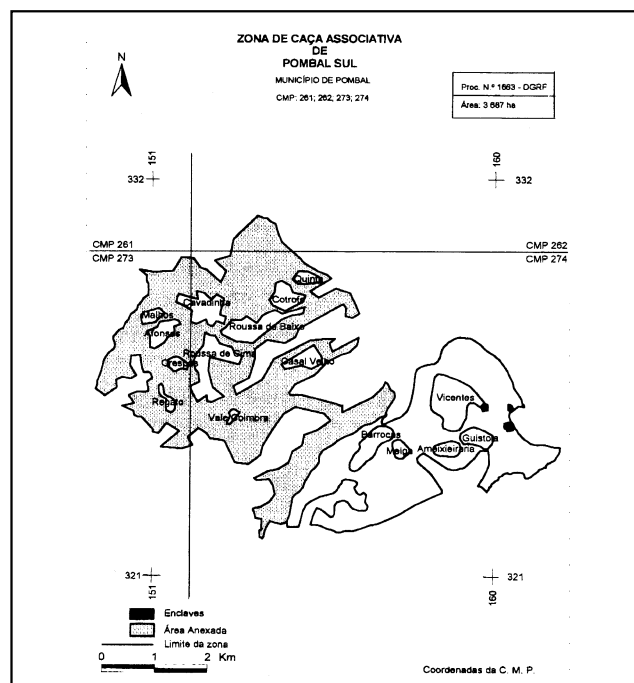 ZONA DE CAÇA ASSOCIATIVA
DE
POMBAL SUL
MUNICÍPIO DE POMBAL
CMP: 261; 262; 273; 274
Proc. N.º 1663 - DGRF
Área: 3 687 ha
N
151
160
332
332
CMP 261
CMP 262
CMP 273
CMP 274
Quinta
Cavadinha
Cotrofe
Malhos
Roussa de Baixo
Afonsos
Roussa de Cima
Casal Velho
Crespos
Vicentes
Regato
Vale Coimbra
Barrocas
Guistola
Meiga
Ameixieirinha
321
321
151
160
Enclaves
Área Anexada
Limite da zona
0 1 2 Km
Coordenadas da C. M. P.